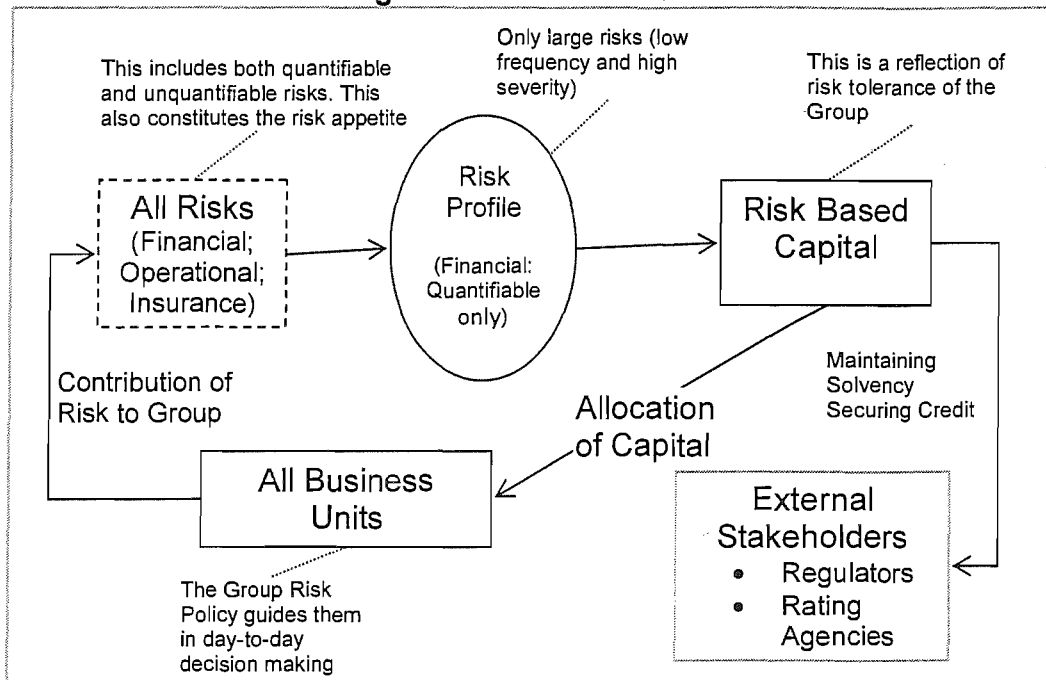 This includes both quantifiable
and unquantifiable risks. This
also constitutes the risk appetite
Only large risks (low
frequency and high
severity)
This is a reflection of
risk tolerance of the
Group
All Risks
(Financial;
Operational;
Insurance)
Risk
Profile
(Financial:
Quantifiable
only)
Risk Based
Capital
Contribution of
Risk to Group
Allocation
of Capital
Maintaining
Solvency
Securing Credit
All Business
Units
External
Stakeholders
• Regulators
• Rating
Agencies
The Group Risk
Policy guides them
in day-to-day
decision making